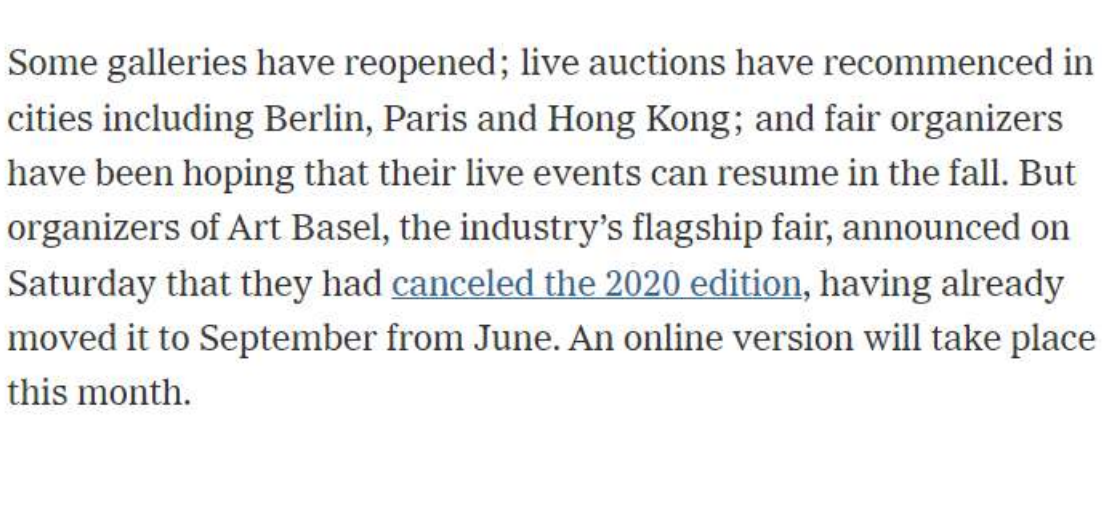 Some galleries have reopened; live auctions have recommenced in
cities including Berlin, Paris and Hong Kong; and fair organizers
have been hoping that their live events can resume in the fall. But
organizers of Art Basel, the industry’s flagship fair, announced on
Saturday that they had canceled the 2020 edition, having already
moved it to September from June. An online version will take place
this month.